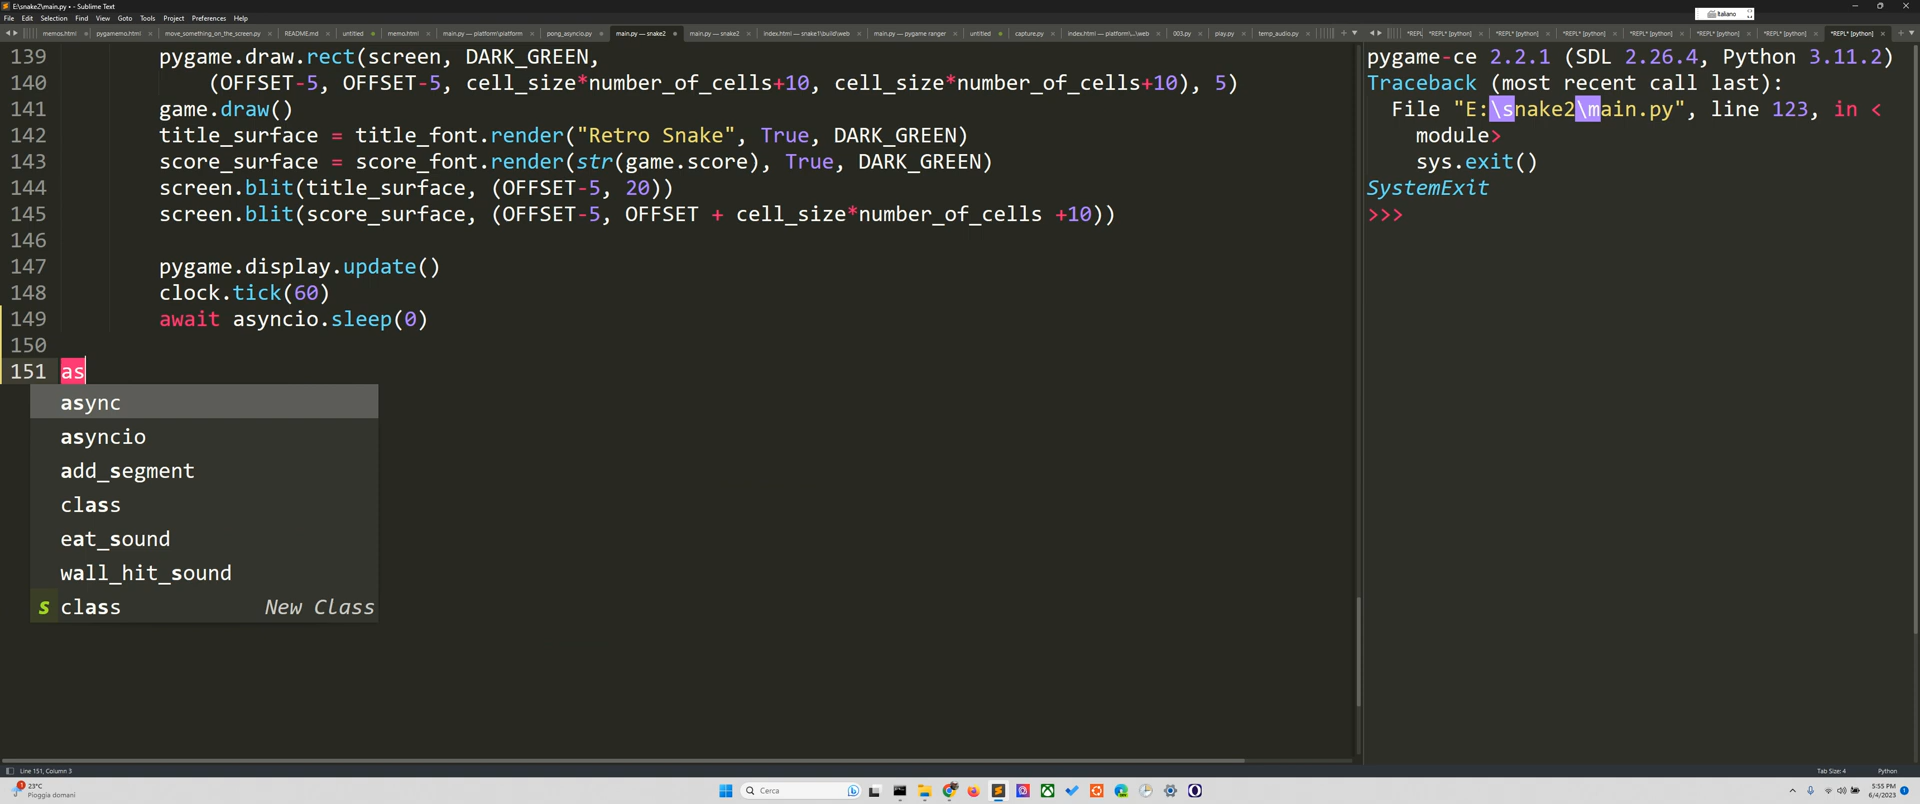 E:\snake2\main.py • - Sublime Text
Italiano
File Edit Selection Find View Goto Tools Project Preferences Help
memos.html pygamemo.html move_something_on_the_screen.py README.md untitled memo.html main.py — platform\platform pong_asyncio.py main.py — snake2 main.py — snake2 index.html — snake1\build\web main.py — pygame ranger untitled capture.py index.html — platform\...\web 003.py play.py temp_audio.py
*REPL *REPL* [python] *REPL* [python] *REPL* [python] *REPL* [python] *REPL* [python] *REPL* [python] *REPL* [python]
139 pygame.draw.rect(screen, DARK_GREEN,
140 (OFFSET-5, OFFSET-5, cell_size*number_of_cells+10, cell_size*number_of_cells+10), 5)
141 game.draw()
142 title_surface = title_font.render("Retro Snake", True, DARK_GREEN)
143 score_surface = score_font.render(str(game.score), True, DARK_GREEN)
144 screen.blit(title_surface, (OFFSET-5, 20))
145 screen.blit(score_surface, (OFFSET-5, OFFSET + cell_size*number_of_cells +10))
146
147 pygame.display.update()
148 clock.tick(60)
149 await asyncio.sleep(0)
150
151 as
async
asyncio
add_segment
class
eat_sound
wall_hit_sound
s class New Class
pygame-ce 2.2.1 (SDL 2.26.4, Python 3.11.2)
Traceback (most recent call last):
File "E:\snake2\main.py", line 123, in <
module>
sys.exit()
SystemExit
>>>
Line 151, Column 3
Tab Size: 4 Python
1 23°C
Pioggia domani
Cerca
5:55 PM
6/4/2023
1